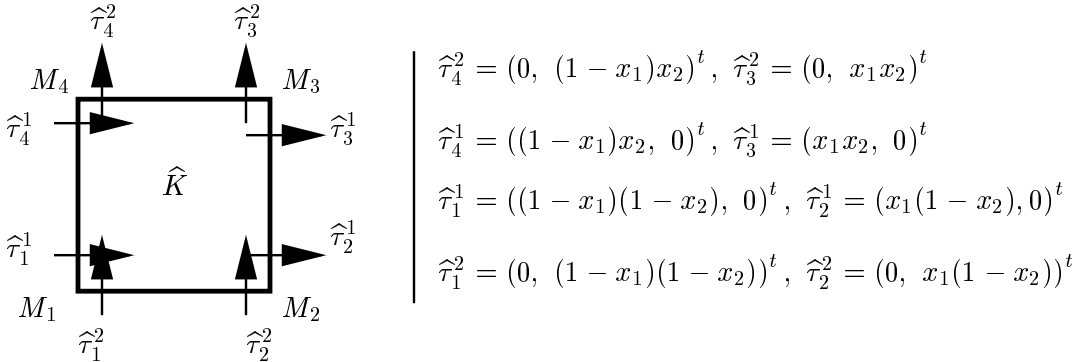 τ̂₄² τ̂₃²
M₄ M₃
τ̂₄¹ τ̂₃¹
K̂
τ̂₁¹ τ̂₂¹
M₁ M₂
τ̂₁² τ̂₂²
τ̂₄² = (0, (1 − x₁)x₂)ᵗ, τ̂₃² = (0, x₁x₂)ᵗ
τ̂₄¹ = ((1 − x₁)x₂, 0)ᵗ, τ̂₃¹ = (x₁x₂, 0)ᵗ
τ̂₁¹ = ((1 − x₁)(1 − x₂), 0)ᵗ, τ̂₂¹ = (x₁(1 − x₂), 0)ᵗ
τ̂₁² = (0, (1 − x₁)(1 − x₂))ᵗ, τ̂₂² = (0, x₁(1 − x₂))ᵗ